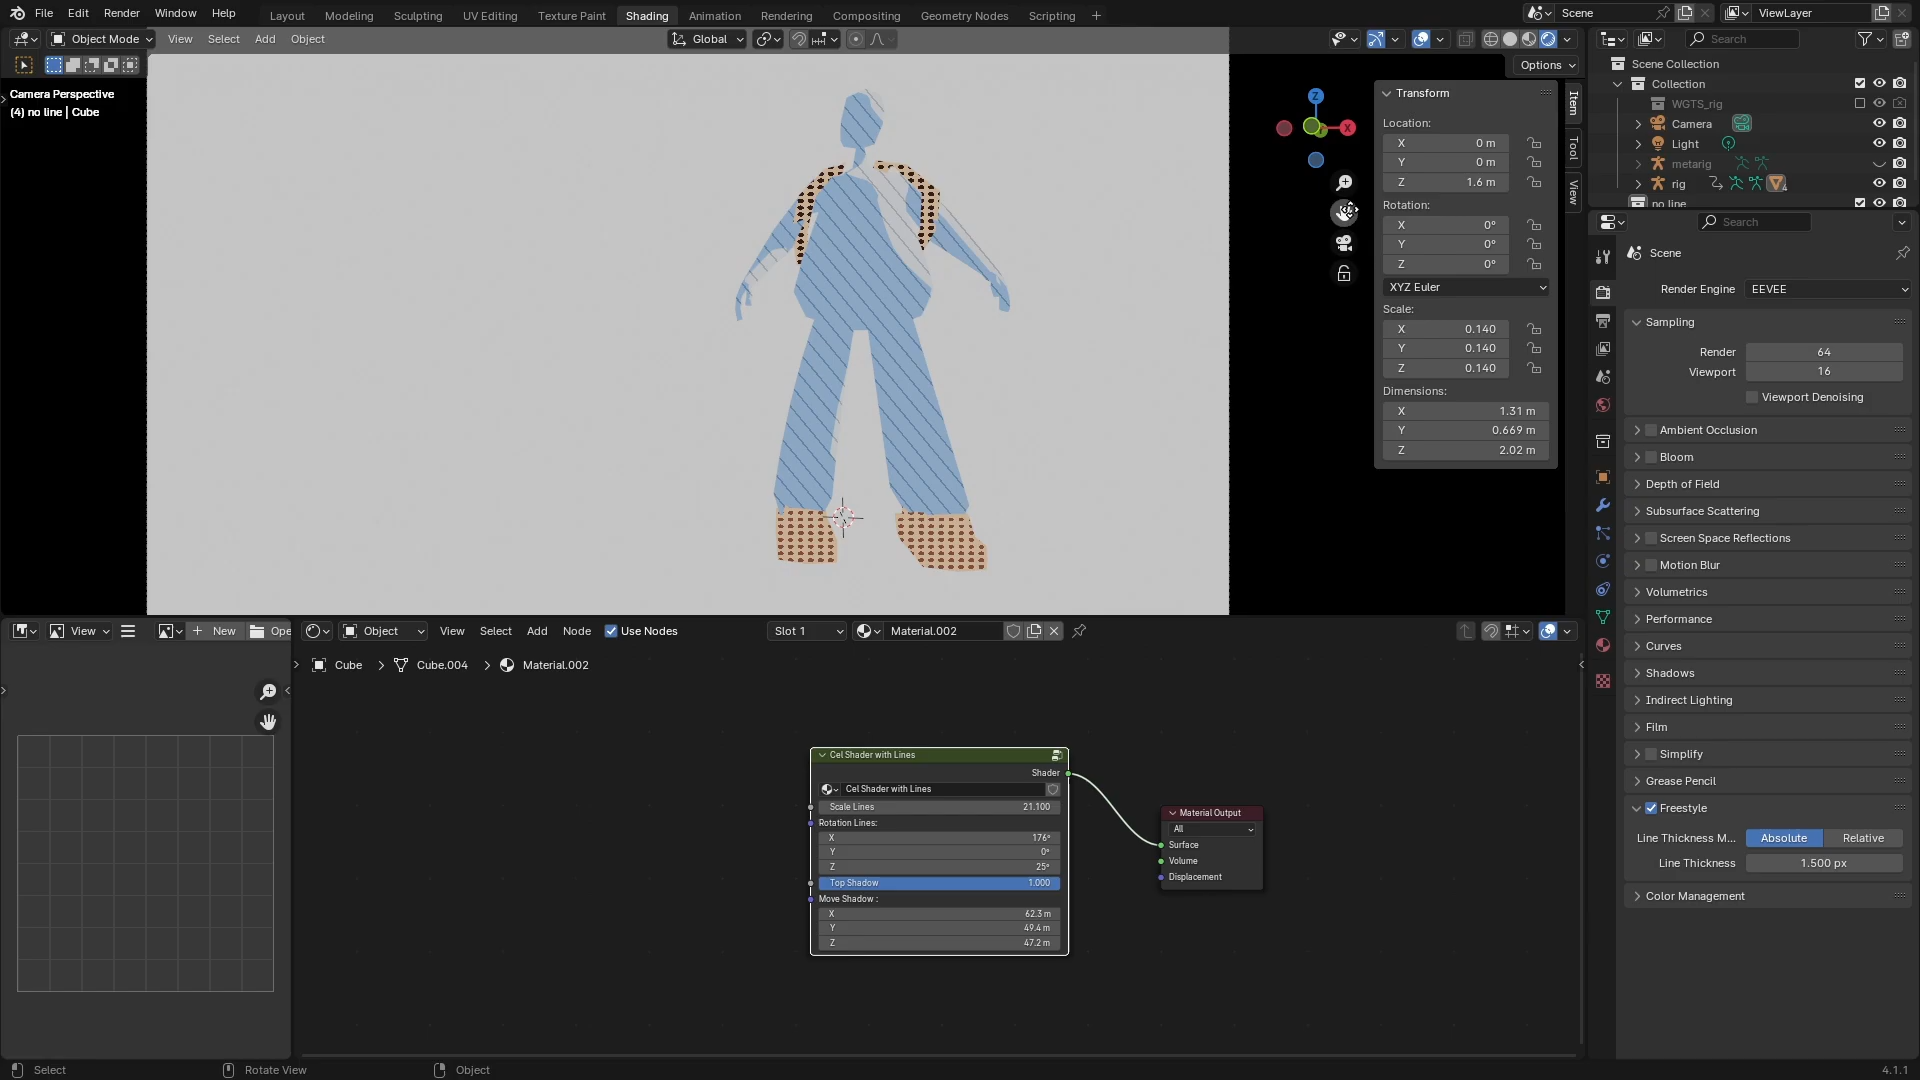 File Edit Render Window Help
Layout Modeling Sculpting UV Editing Texture Paint Shading Animation Rendering Compositing Geometry Nodes Scripting
Scene ViewLayer
Object Mode View Select Add Object
Global
Search
Options
Camera Perspective
(4) no line | Cube
Z
X
Transform
Location:
X 0 m
Y 0 m
Z 1.6 m
Rotation:
X 0°
Y 0°
Z 0°
XYZ Euler
Scale:
X 0.140
Y 0.140
Z 0.140
Dimensions:
X 1.31 m
Y 0.669 m
Z 2.02 m
Item
Tool
View
Scene Collection
Collection
WGTS_rig
Camera
Light
metarig
rig 4
no line
Search
Scene
Render Engine EEVEE
Sampling
Render 64
Viewport 16
Viewport Denoising
Ambient Occlusion
Bloom
Depth of Field
Subsurface Scattering
Screen Space Reflections
Motion Blur
Volumetrics
Performance
Curves
Shadows
Indirect Lighting
Film
Simplify
Grease Pencil
Freestyle
Line Thickness M... Absolute Relative
Line Thickness 1.500 px
Color Management
View New Ope
Object View Select Add Node Use Nodes Slot 1 Material.002
Cube Cube.004 Material.002
Cel Shader with Lines
Shader
Cel Shader with Lines
Scale Lines 21.100
Rotation Lines:
X 176°
Y 0°
Z 25°
Top Shadow 1.000
Move Shadow :
X 62.3 m
Y 49.4 m
Z 47.2 m
Material Output
All
Surface
Volume
Displacement
Select Rotate View Object 4.1.1